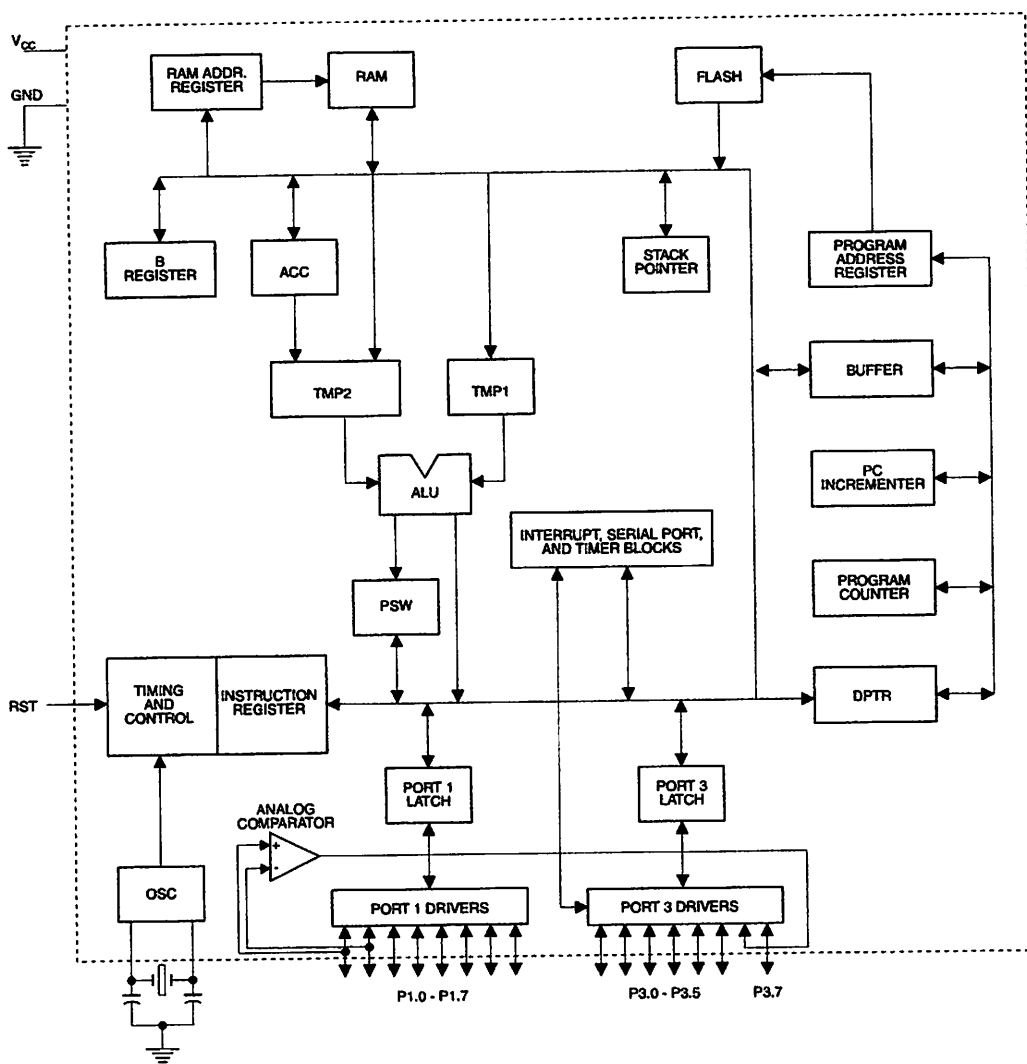 VCC
GND
RAM ADDR.
REGISTER
RAM
FLASH
B
REGISTER
ACC
STACK
POINTER
PROGRAM
ADDRESS
REGISTER
TMP2
TMP1
BUFFER
ALU
PC
INCREMENTER
INTERRUPT, SERIAL PORT,
AND TIMER BLOCKS
PSW
PROGRAM
COUNTER
RST
TIMING
AND
CONTROL
INSTRUCTION
REGISTER
DPTR
PORT 1
LATCH
PORT 3
LATCH
ANALOG
COMPARATOR
+
-
OSC
PORT 1 DRIVERS
PORT 3 DRIVERS
P1.0 - P1.7
P3.0 - P3.5
P3.7